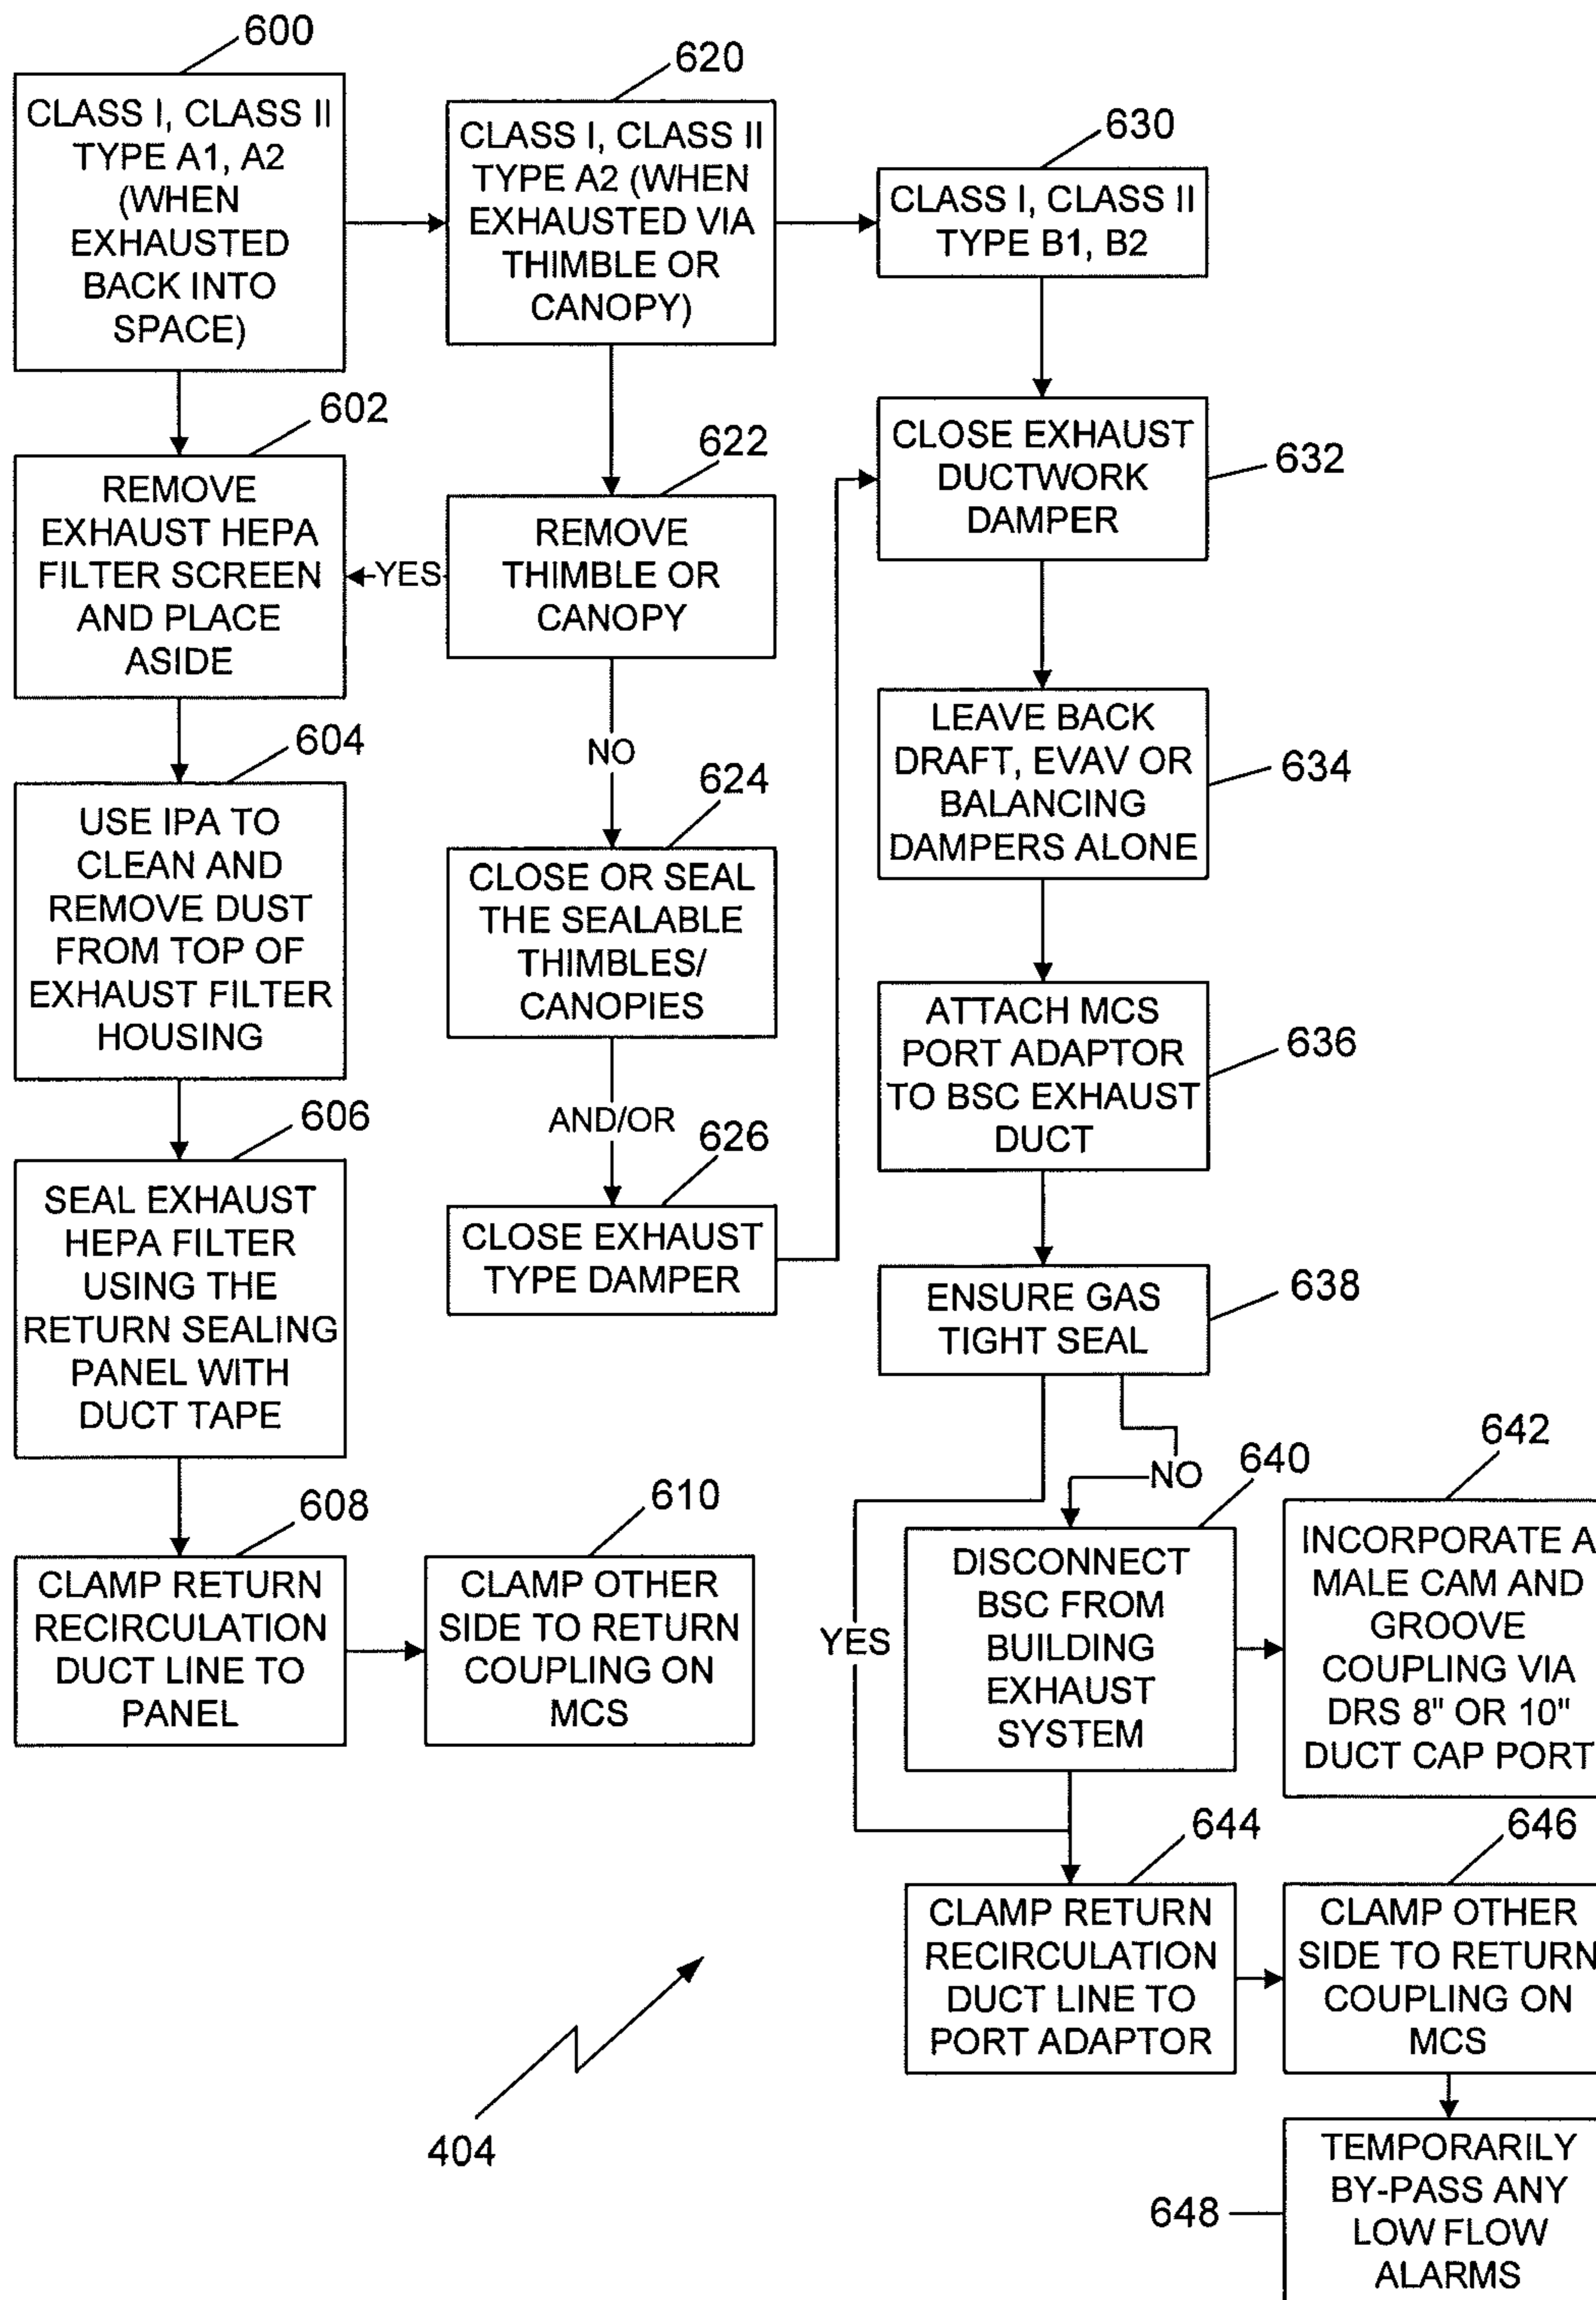 600
CLASS I, CLASS II
TYPE A1, A2
(WHEN
EXHAUSTED
BACK INTO
SPACE)
620
CLASS I, CLASS II
TYPE A2 (WHEN
EXHAUSTED VIA
THIMBLE OR
CANOPY)
630
CLASS I, CLASS II
TYPE B1, B2
602
REMOVE
EXHAUST HEPA
FILTER SCREEN
AND PLACE
ASIDE
YES
622
REMOVE
THIMBLE OR
CANOPY
NO
632
CLOSE EXHAUST
DUCTWORK
DAMPER
604
USE IPA TO
CLEAN AND
REMOVE DUST
FROM TOP OF
EXHAUST FILTER
HOUSING
624
CLOSE OR SEAL
THE SEALABLE
THIMBLES/
CANOPIES
AND/OR
634
LEAVE BACK
DRAFT, EVAV OR
BALANCING
DAMPERS ALONE
636
ATTACH MCS
PORT ADAPTOR
TO BSC EXHAUST
DUCT
606
SEAL EXHAUST
HEPA FILTER
USING THE
RETURN SEALING
PANEL WITH
DUCT TAPE
626
CLOSE EXHAUST
TYPE DAMPER
638
ENSURE GAS
TIGHT SEAL
NO
YES
608
CLAMP RETURN
RECIRCULATION
DUCT LINE TO
PANEL
610
CLAMP OTHER
SIDE TO RETURN
COUPLING ON
MCS
640
DISCONNECT
BSC FROM
BUILDING
EXHAUST
SYSTEM
642
INCORPORATE A
MALE CAM AND
GROOVE
COUPLING VIA
DRS 8" OR 10"
DUCT CAP PORT
644
CLAMP RETURN
RECIRCULATION
DUCT LINE TO
PORT ADAPTOR
646
CLAMP OTHER
SIDE TO RETURN
COUPLING ON
MCS
648
TEMPORARILY
BY-PASS ANY
LOW FLOW
ALARMS
404